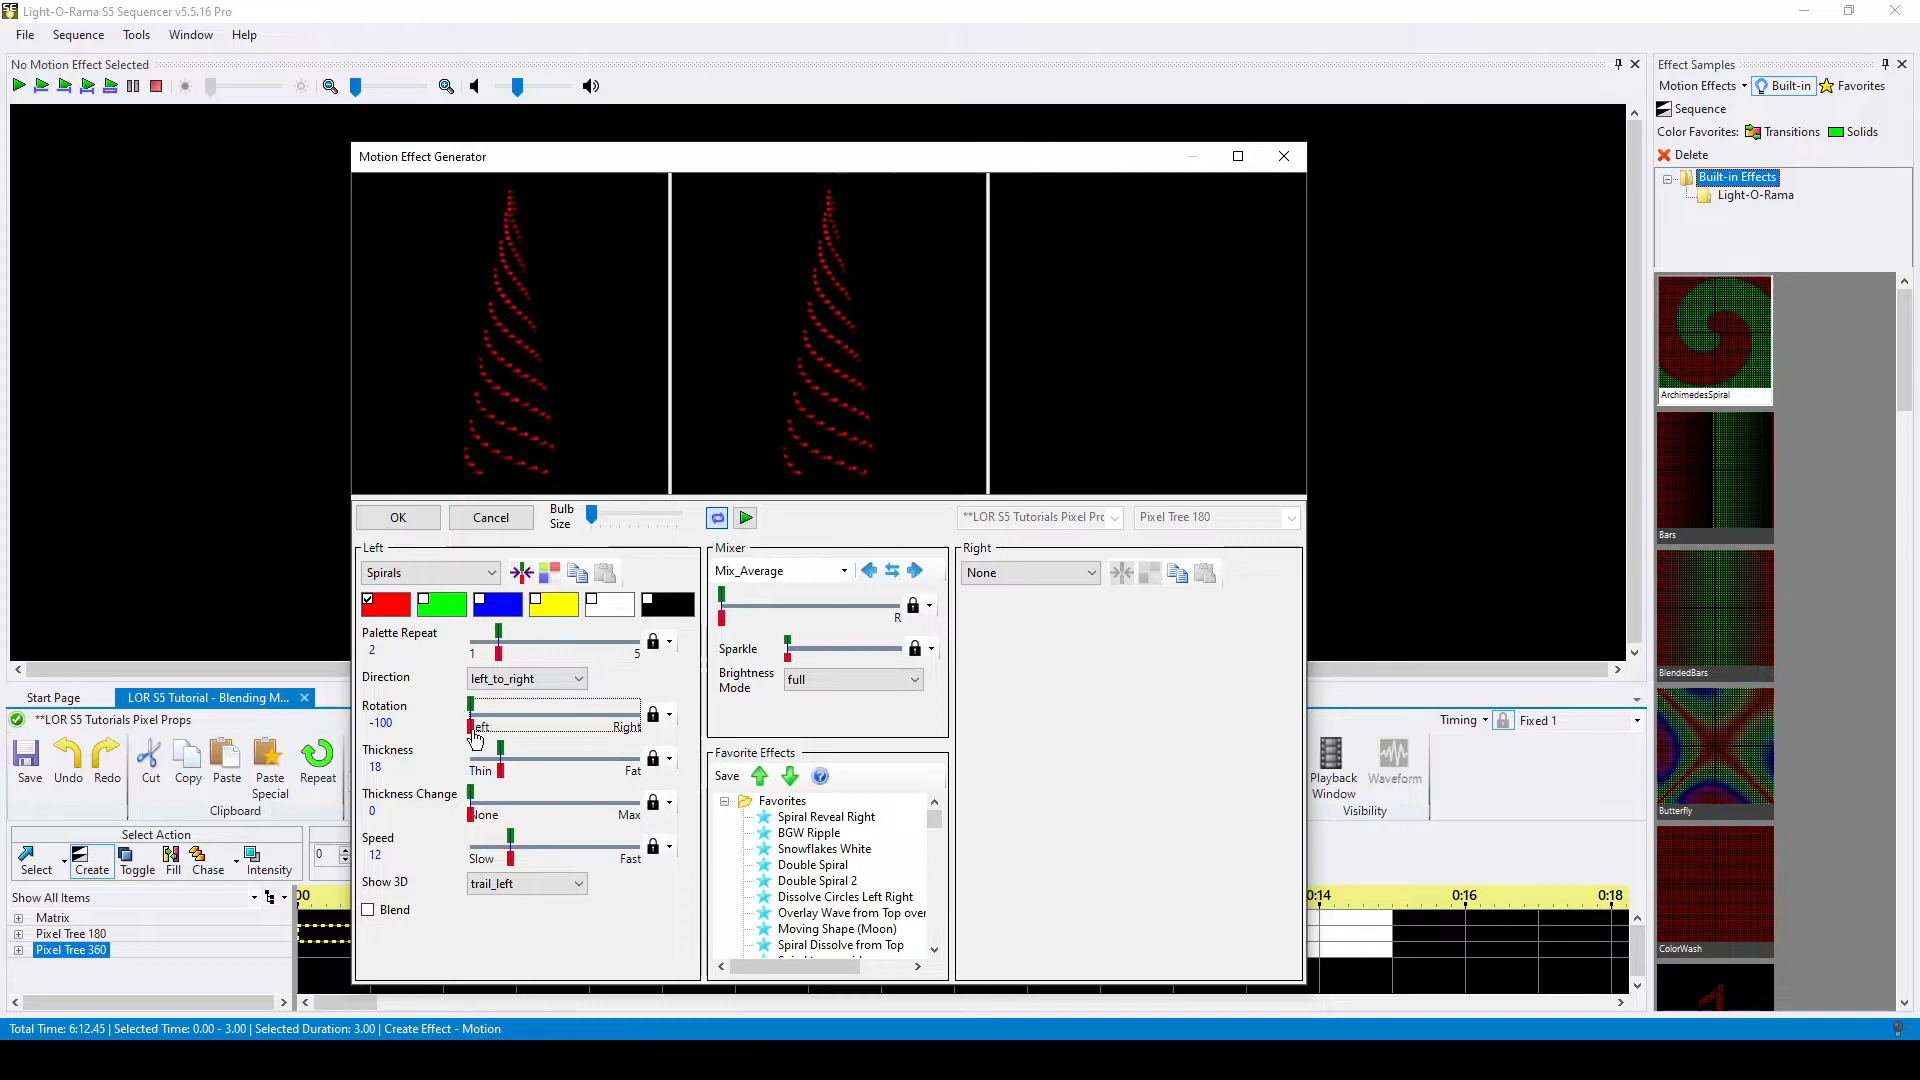 Light-O-Rama S5 Sequencer v5.5.16 Pro
File Sequence Tools Window Help
No Motion Effect Selected
Effect Samples
Motion Effects Built-in Favorites
Sequence
Color Favorites: Transitions Solids
Delete
Built-in Effects
Light-O-Rama
Motion Effect Generator
ArchimedesSpiral
Bars
BlendedBars
Butterfly
ColorWash
OK Cancel Bulb Size
**LOR S5 Tutorials Pixel Prc Pixel Tree 180
Left
Spirals
Palette Repeat
2
1 5
Direction left_to_right
Rotation
-100
Left Right
Thickness
18
Thin Fat
Thickness Change
0
None Max
Speed
12
Slow Fast
Show 3D trail_left
Blend
Mixer
Mix_Average
R
Sparkle
Brightness Mode full
Favorite Effects
Save
Favorites
Spiral Reveal Right
BGW Ripple
Snowflakes White
Double Spiral
Double Spiral 2
Dissolve Circles Left Right
Overlay Wave from Top over
Moving Shape (Moon)
Spiral Dissolve from Top
Right
None
Start Page LOR S5 Tutorial - Blending M...
**LOR S5 Tutorials Pixel Props
Timing Fixed 1
Save Undo Redo Cut Copy Paste Paste Special Repeat
Clipboard
Playback Window Waveform
Visibility
Select Action
Select Create Toggle Fill Chase Intensity
0
Show All Items
00 0:14 0:16 0:18
Matrix
Pixel Tree 180
Pixel Tree 360
Total Time: 6:12.45 | Selected Time: 0.00 - 3.00 | Selected Duration: 3.00 | Create Effect - Motion